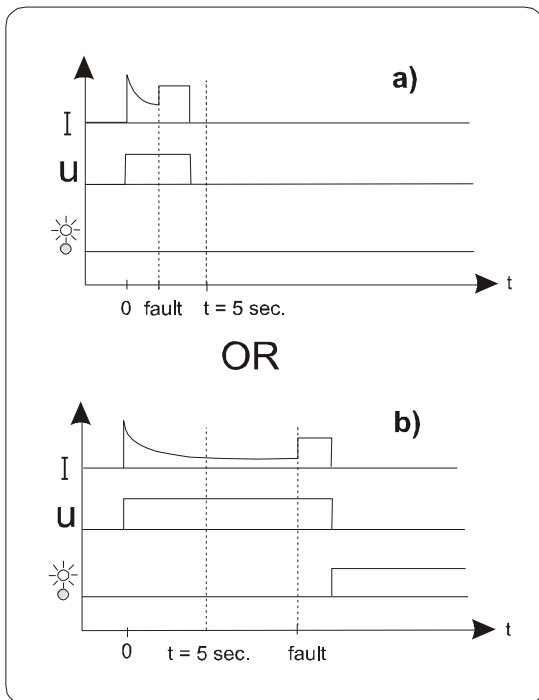 a)
I
u
t
0 fault t = 5 sec.
OR
b)
I
u
t
0 t = 5 sec. fault